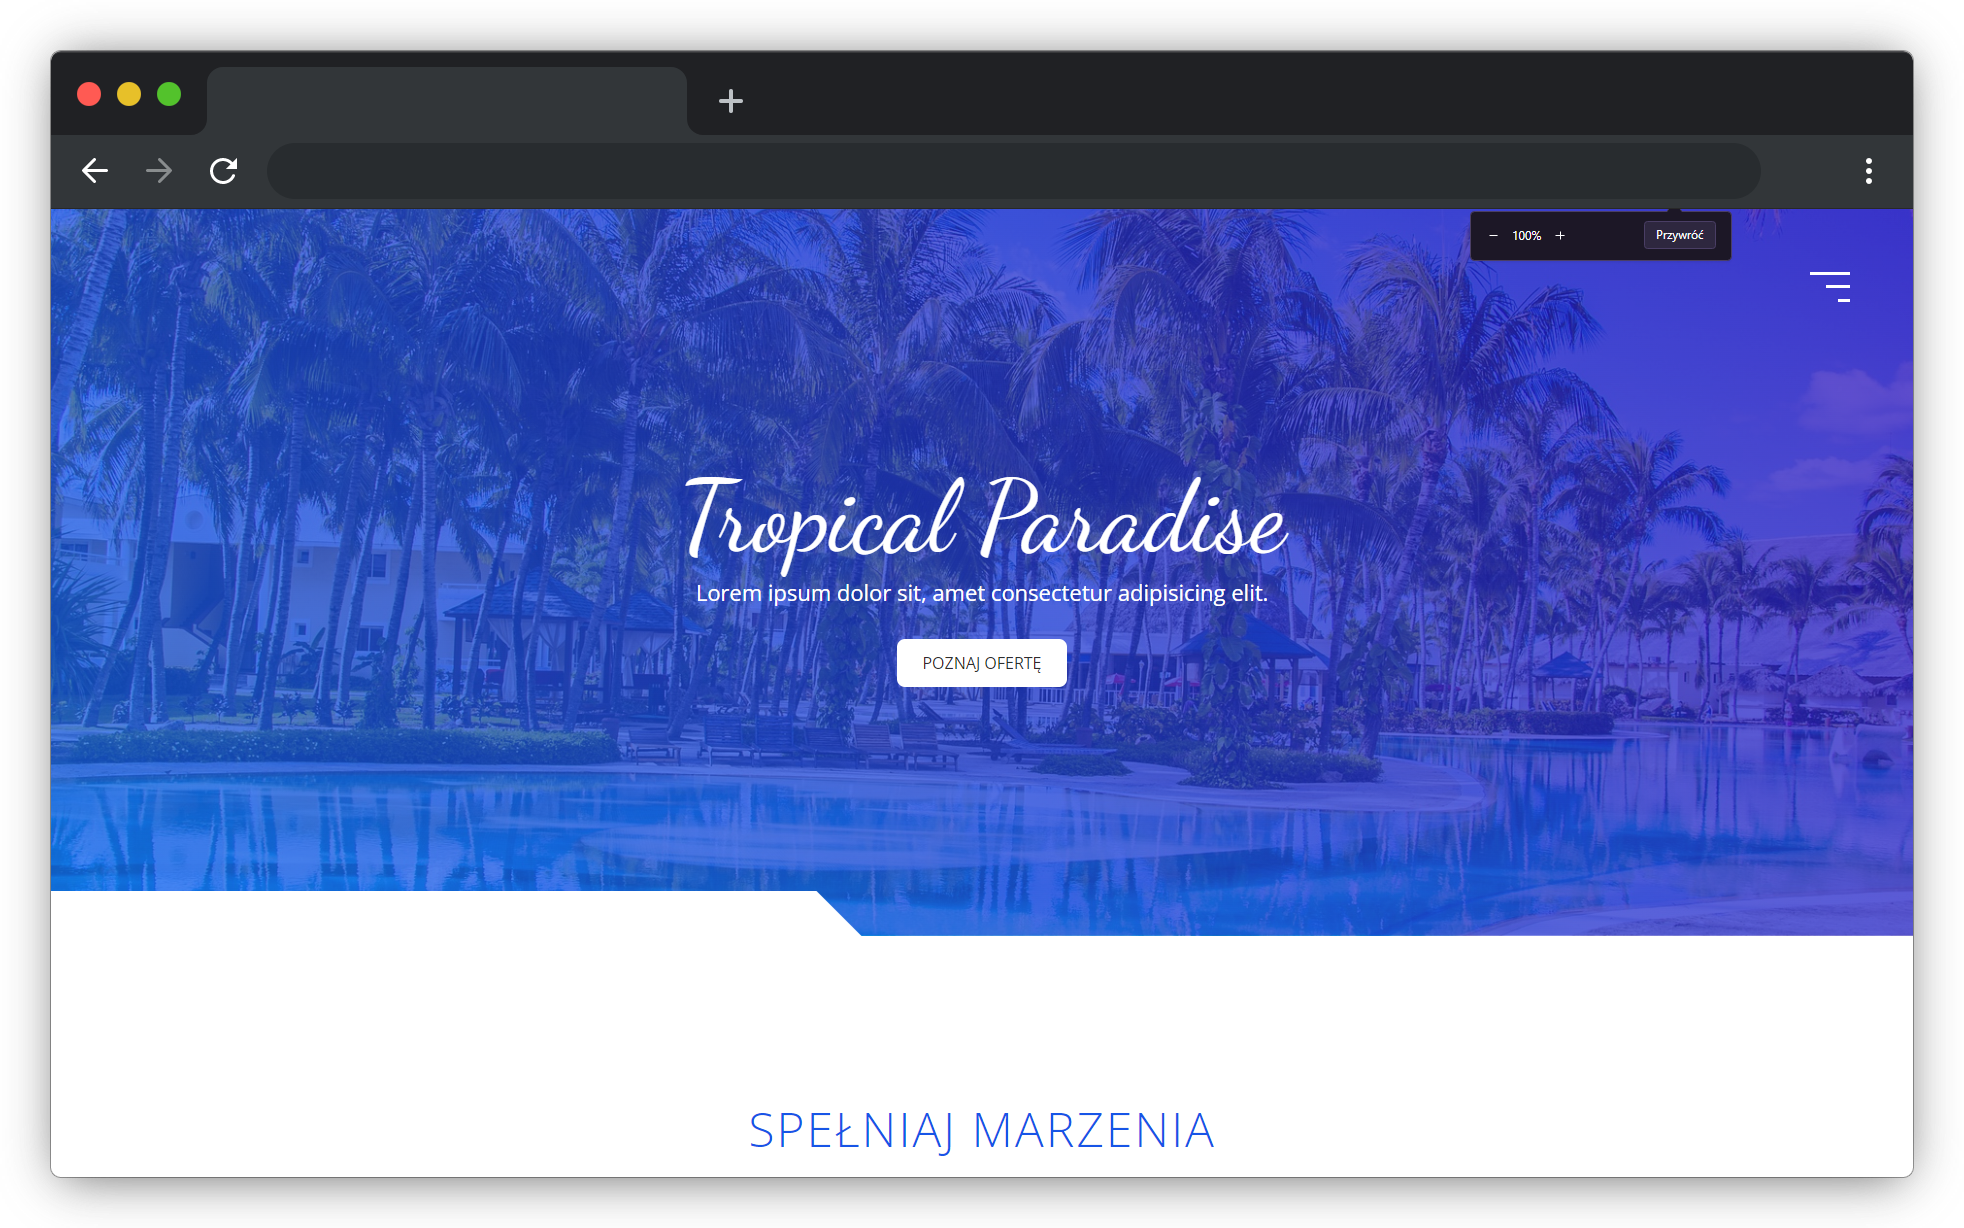 100%
Przywróć
Tropical Paradise
Lorem ipsum dolor sit, amet consectetur adipisicing elit.
POZNAJ OFERTĘ
SPEŁNIAJ MARZENIA